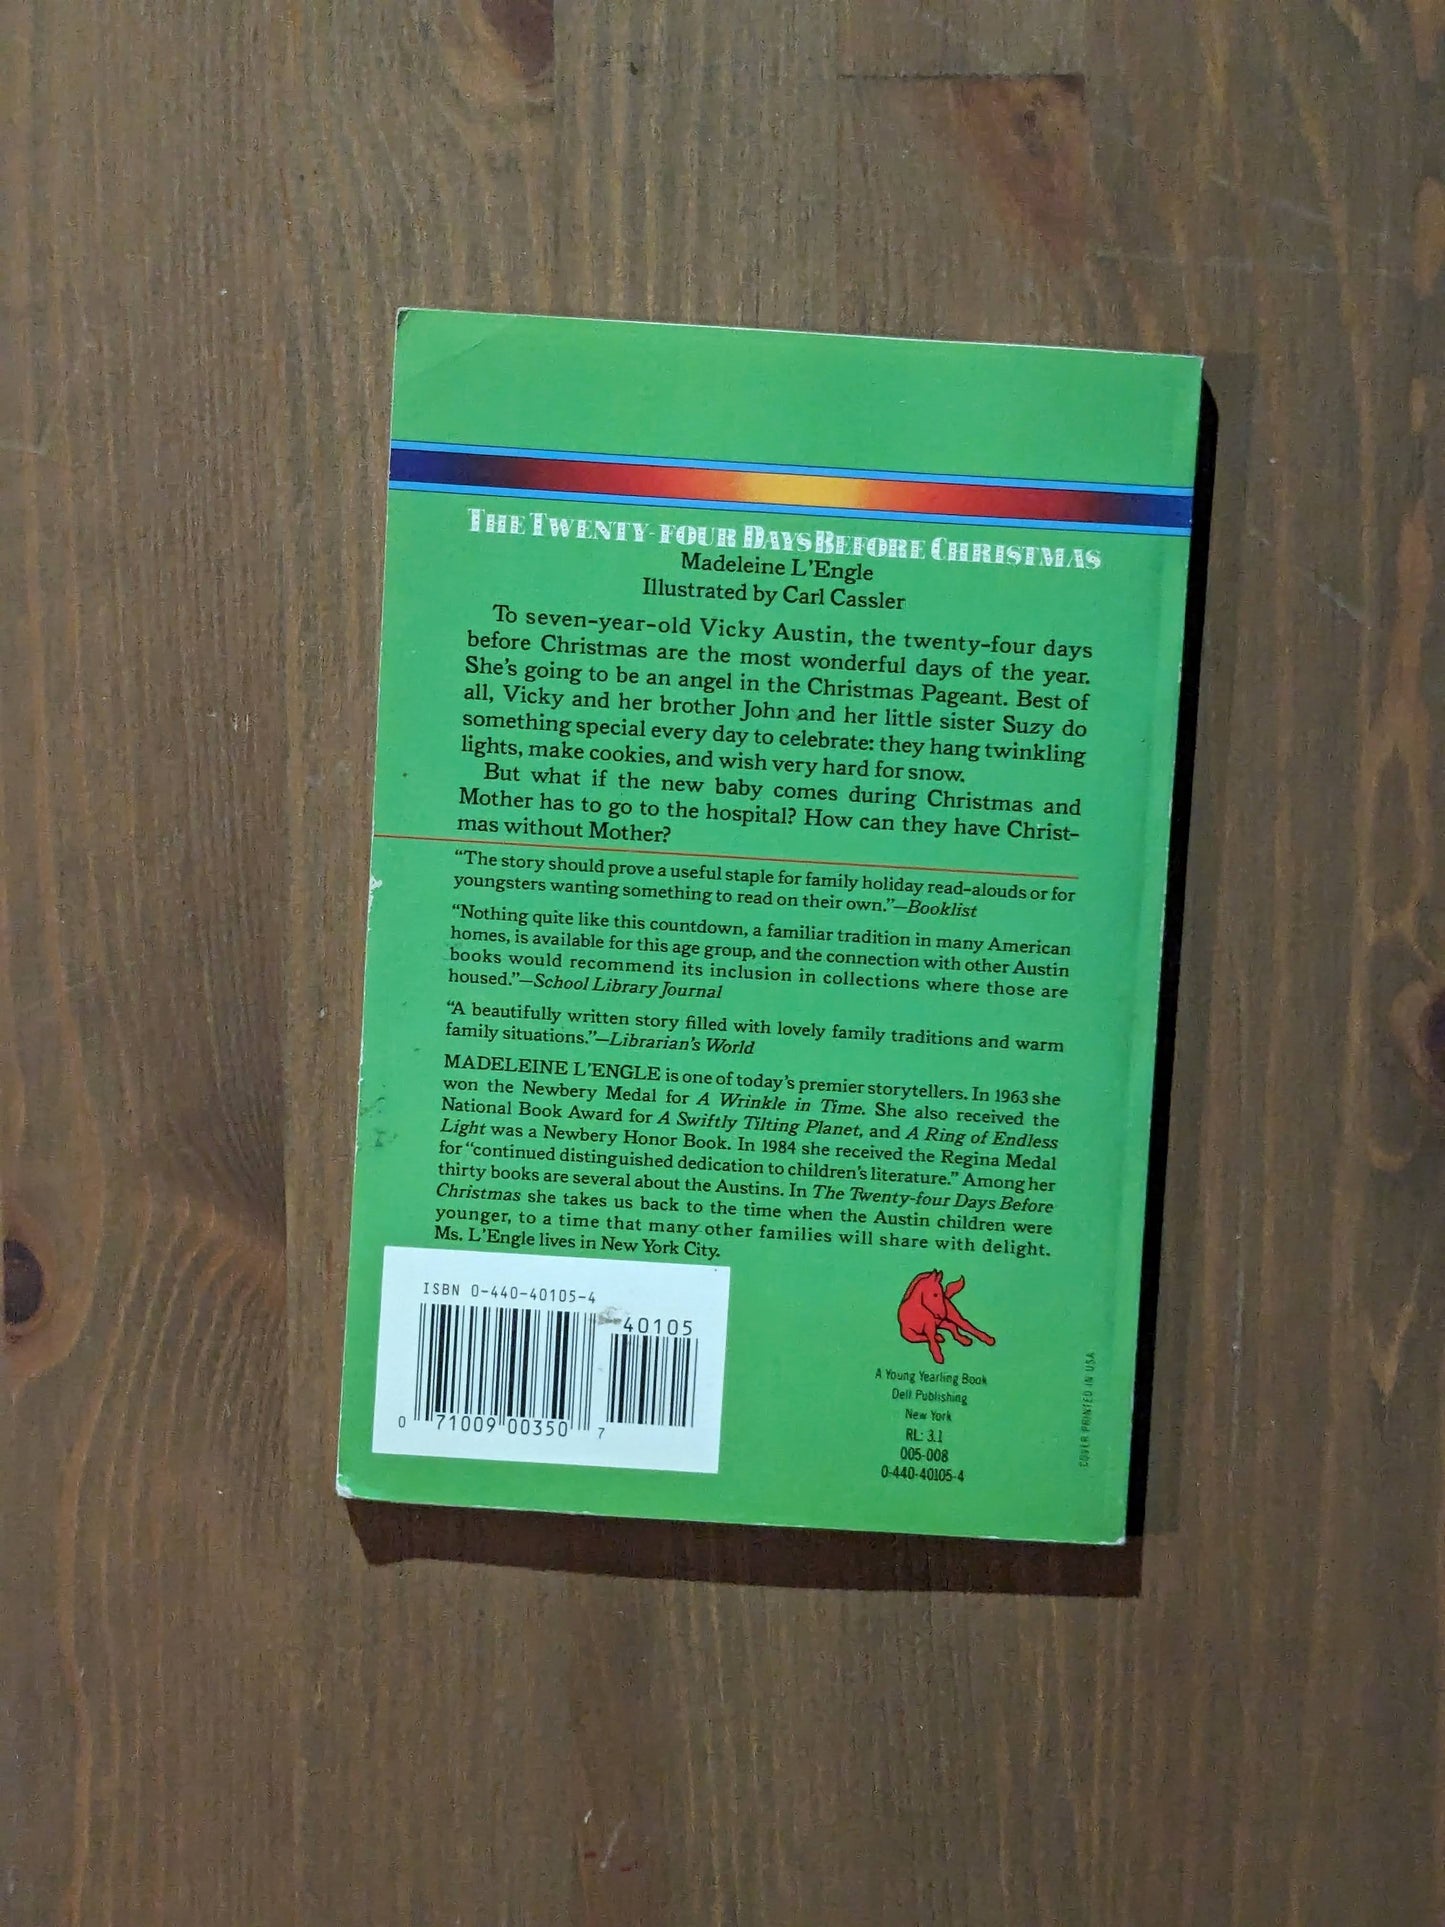 THE TWENTY-FOUR DAYS BEFORE CHRISTMAS
Madeleine L'Engle
Illustrated by Carl Cassler
To seven-year-old Vicky Austin, the twenty-four days
before Christmas are the most wonderful days of the year.
She's going to be an angel in the Christmas Pageant. Best of
all, Vicky and her brother John and her little sister Suzy do
something special every day to celebrate: they hang twinkling
lights, make cookies, and wish very hard for snow.
But what if the new baby comes during Christmas and
Mother has to go to the hospital? How can they have Christ-
mas without Mother?
“The story should prove a useful staple for family holiday read-alouds or for
youngsters wanting something to read on their own.”—Booklist
“Nothing quite like this countdown, a familiar tradition in many American
homes, is available for this age group, and the connection with other Austin
books would recommend its inclusion in collections where those are
housed.”—School Library Journal
“A beautifully written story filled with lovely family traditions and warm
family situations.”—Librarian's World
MADELEINE L'ENGLE is one of today's premier storytellers. In 1963 she
won the Newbery Medal for A Wrinkle in Time. She also received the
National Book Award for A Swiftly Tilting Planet, and A Ring of Endless
Light was a Newbery Honor Book. In 1984 she received the Regina Medal
for “continued distinguished dedication to children's literature.” Among her
thirty books are several about the Austins. In The Twenty-four Days Before
Christmas she takes us back to the time when the Austin children were
younger, to a time that many other families will share with delight.
Ms. L'Engle lives in New York City.
ISBN 0-440-40105-4
40105
0 71009 00350 7
A Young Yearling Book
Dell Publishing
New York
RL: 3.1
005-008
0-440-40105-4
COVER PRINTED IN USA